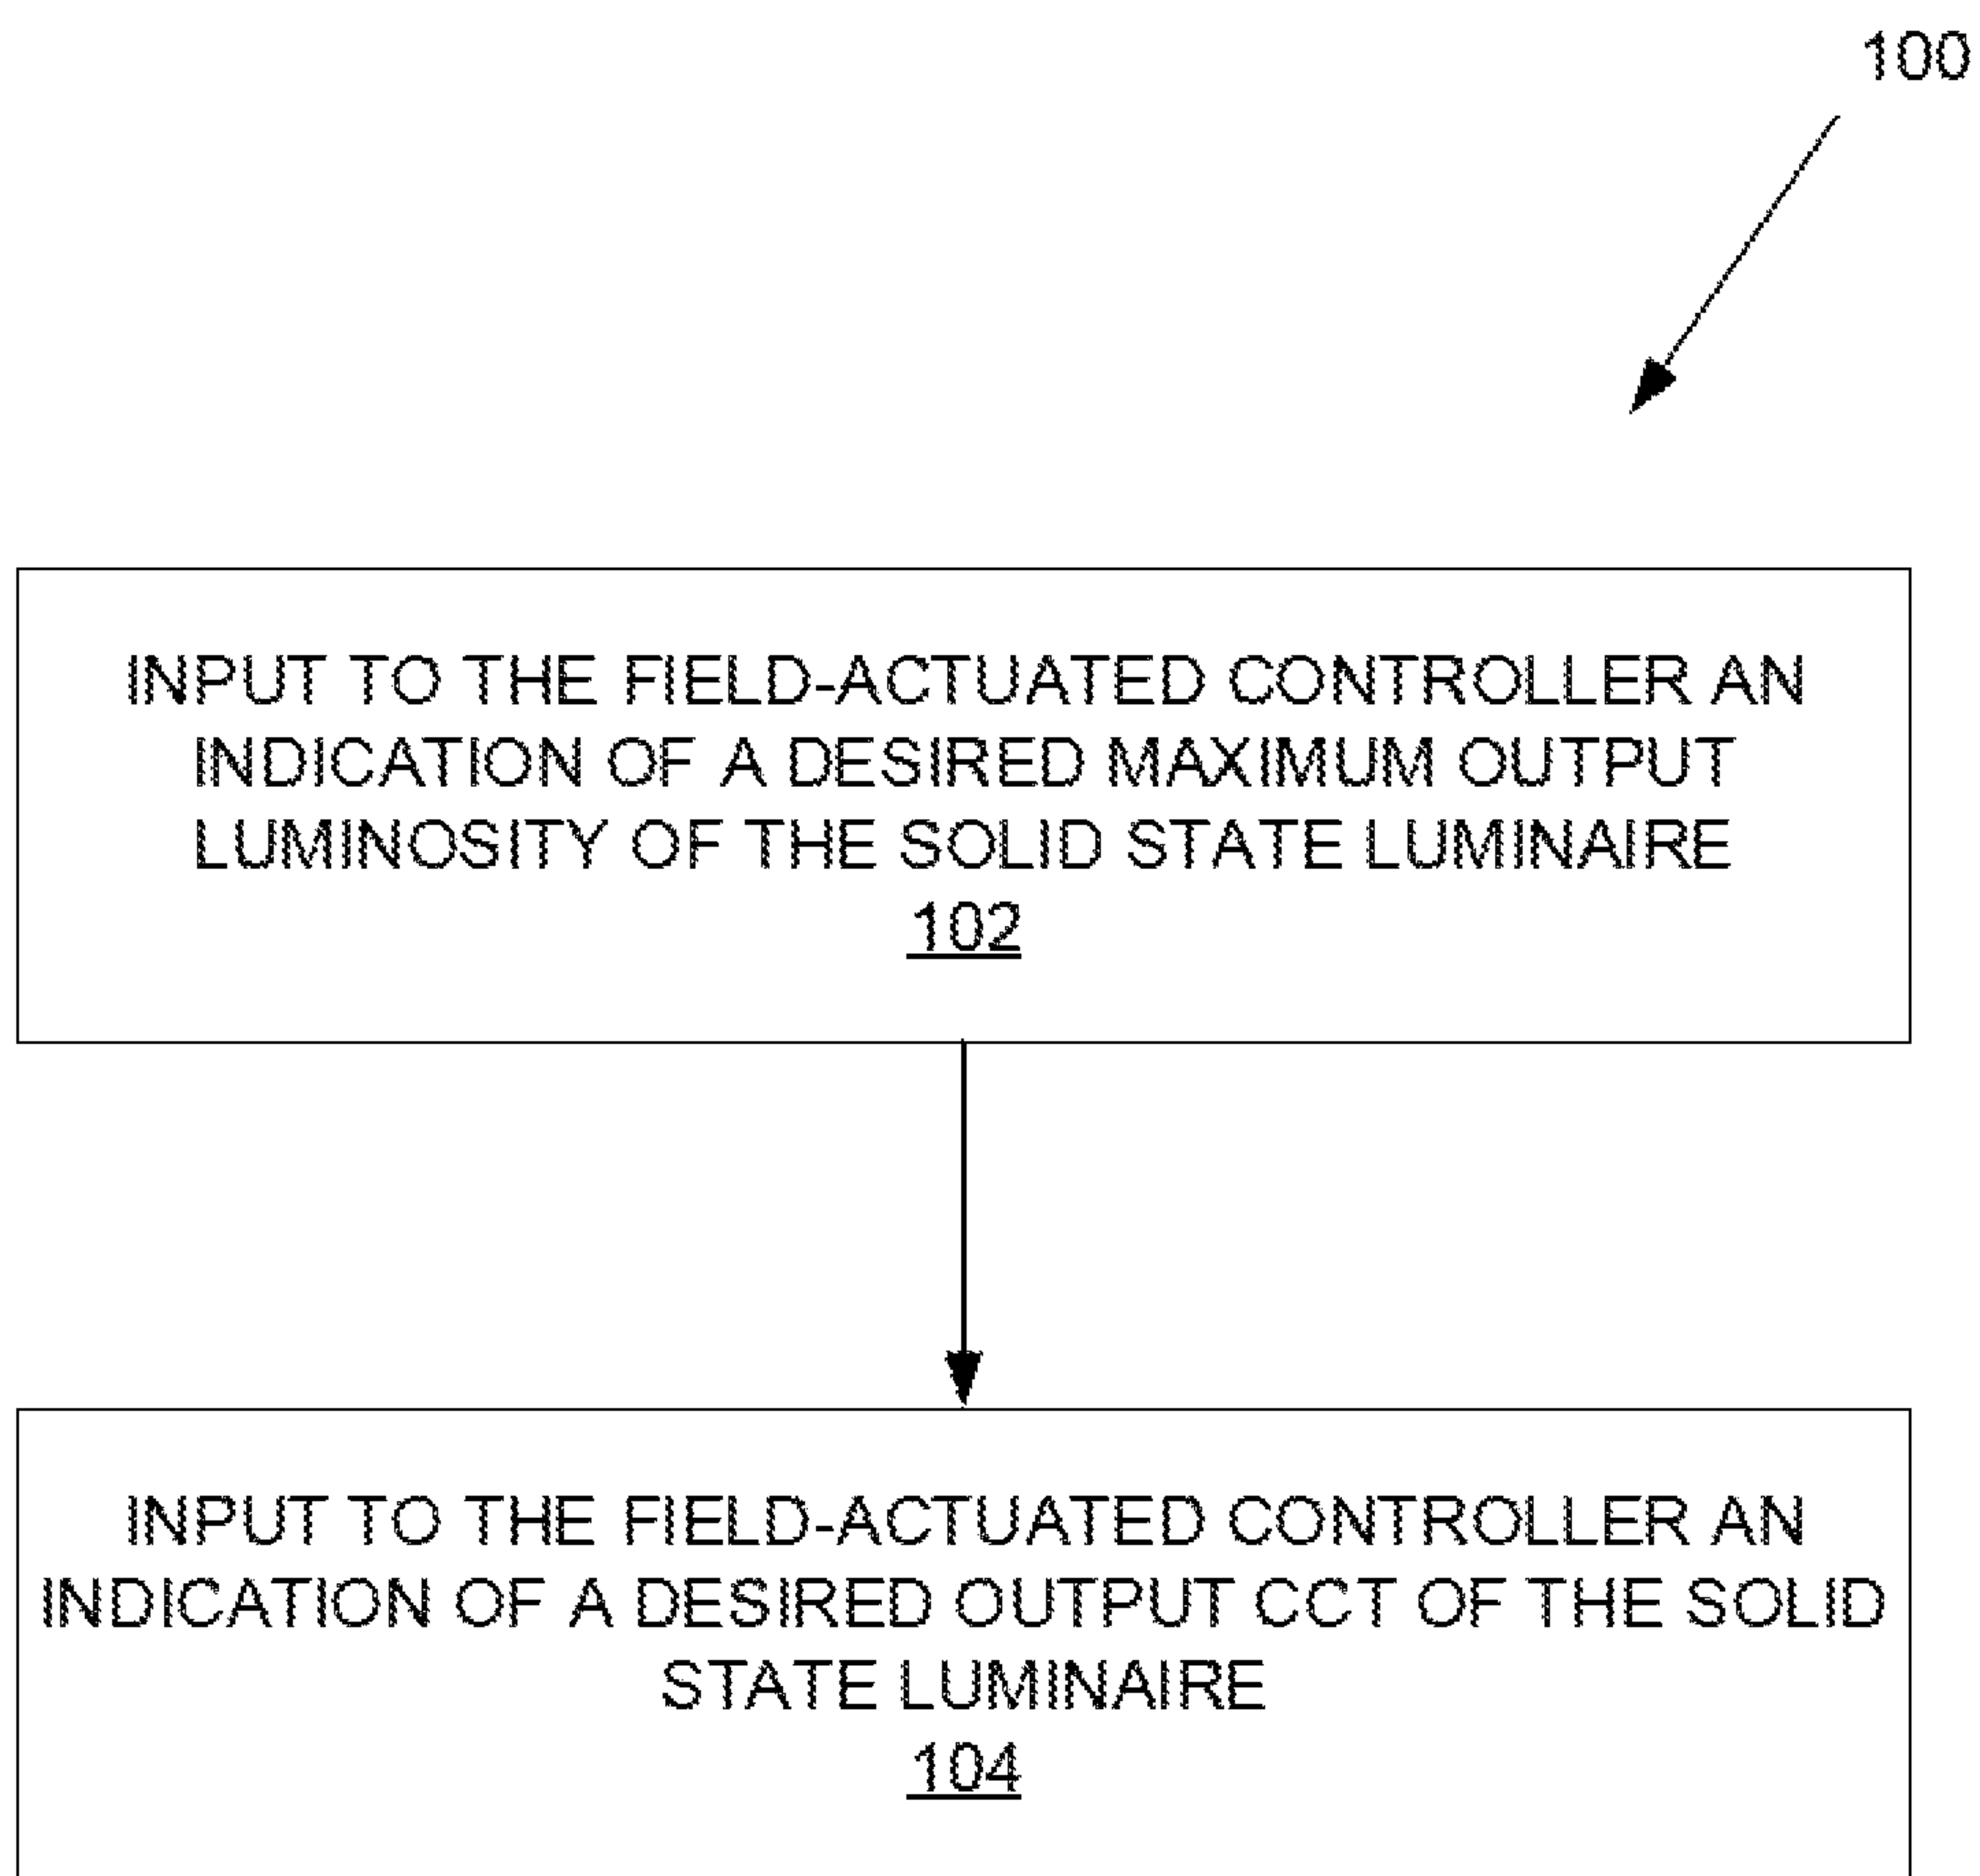 100
INPUT TO THE FIELD-ACTUATED CONTROLLER AN
INDICATION OF A DESIRED MAXIMUM OUTPUT
LUMINOSITY OF THE SOLID STATE LUMINAIRE
102
INPUT TO THE FIELD-ACTUATED CONTROLLER AN
INDICATION OF A DESIRED OUTPUT CCT OF THE SOLID
STATE LUMINAIRE
104